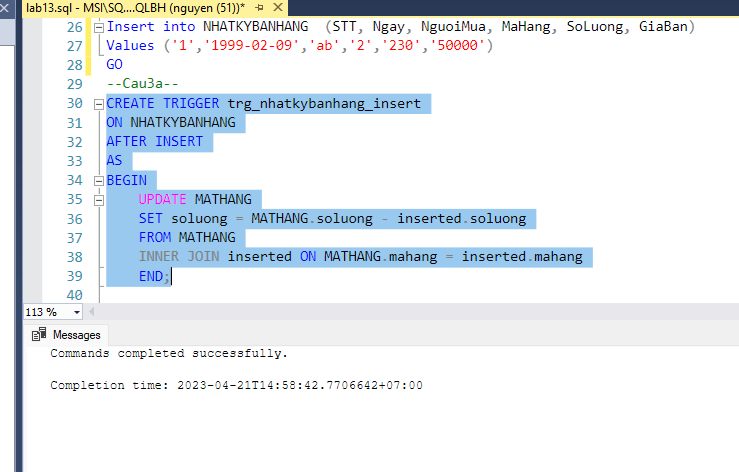 lab13.sql - MSI\SQ....QLBH (nguyen (51))*
26 Insert into NHATKYBANHANG (STT, Ngay, NguoiMua, MaHang, SoLuong, GiaBan)
27 Values ('1','1999-02-09','ab','2','230','50000')
28 GO
29 --Cau3a--
30 CREATE TRIGGER trg_nhatkybanhang_insert
31 ON NHATKYBANHANG
32 AFTER INSERT
33 AS
34 BEGIN
35 UPDATE MATHANG
36 SET soluong = MATHANG.soluong - inserted.soluong
37 FROM MATHANG
38 INNER JOIN inserted ON MATHANG.mahang = inserted.mahang
39 END;
40
113 %
Messages
Commands completed successfully.
Completion time: 2023-04-21T14:58:42.7706642+07:00